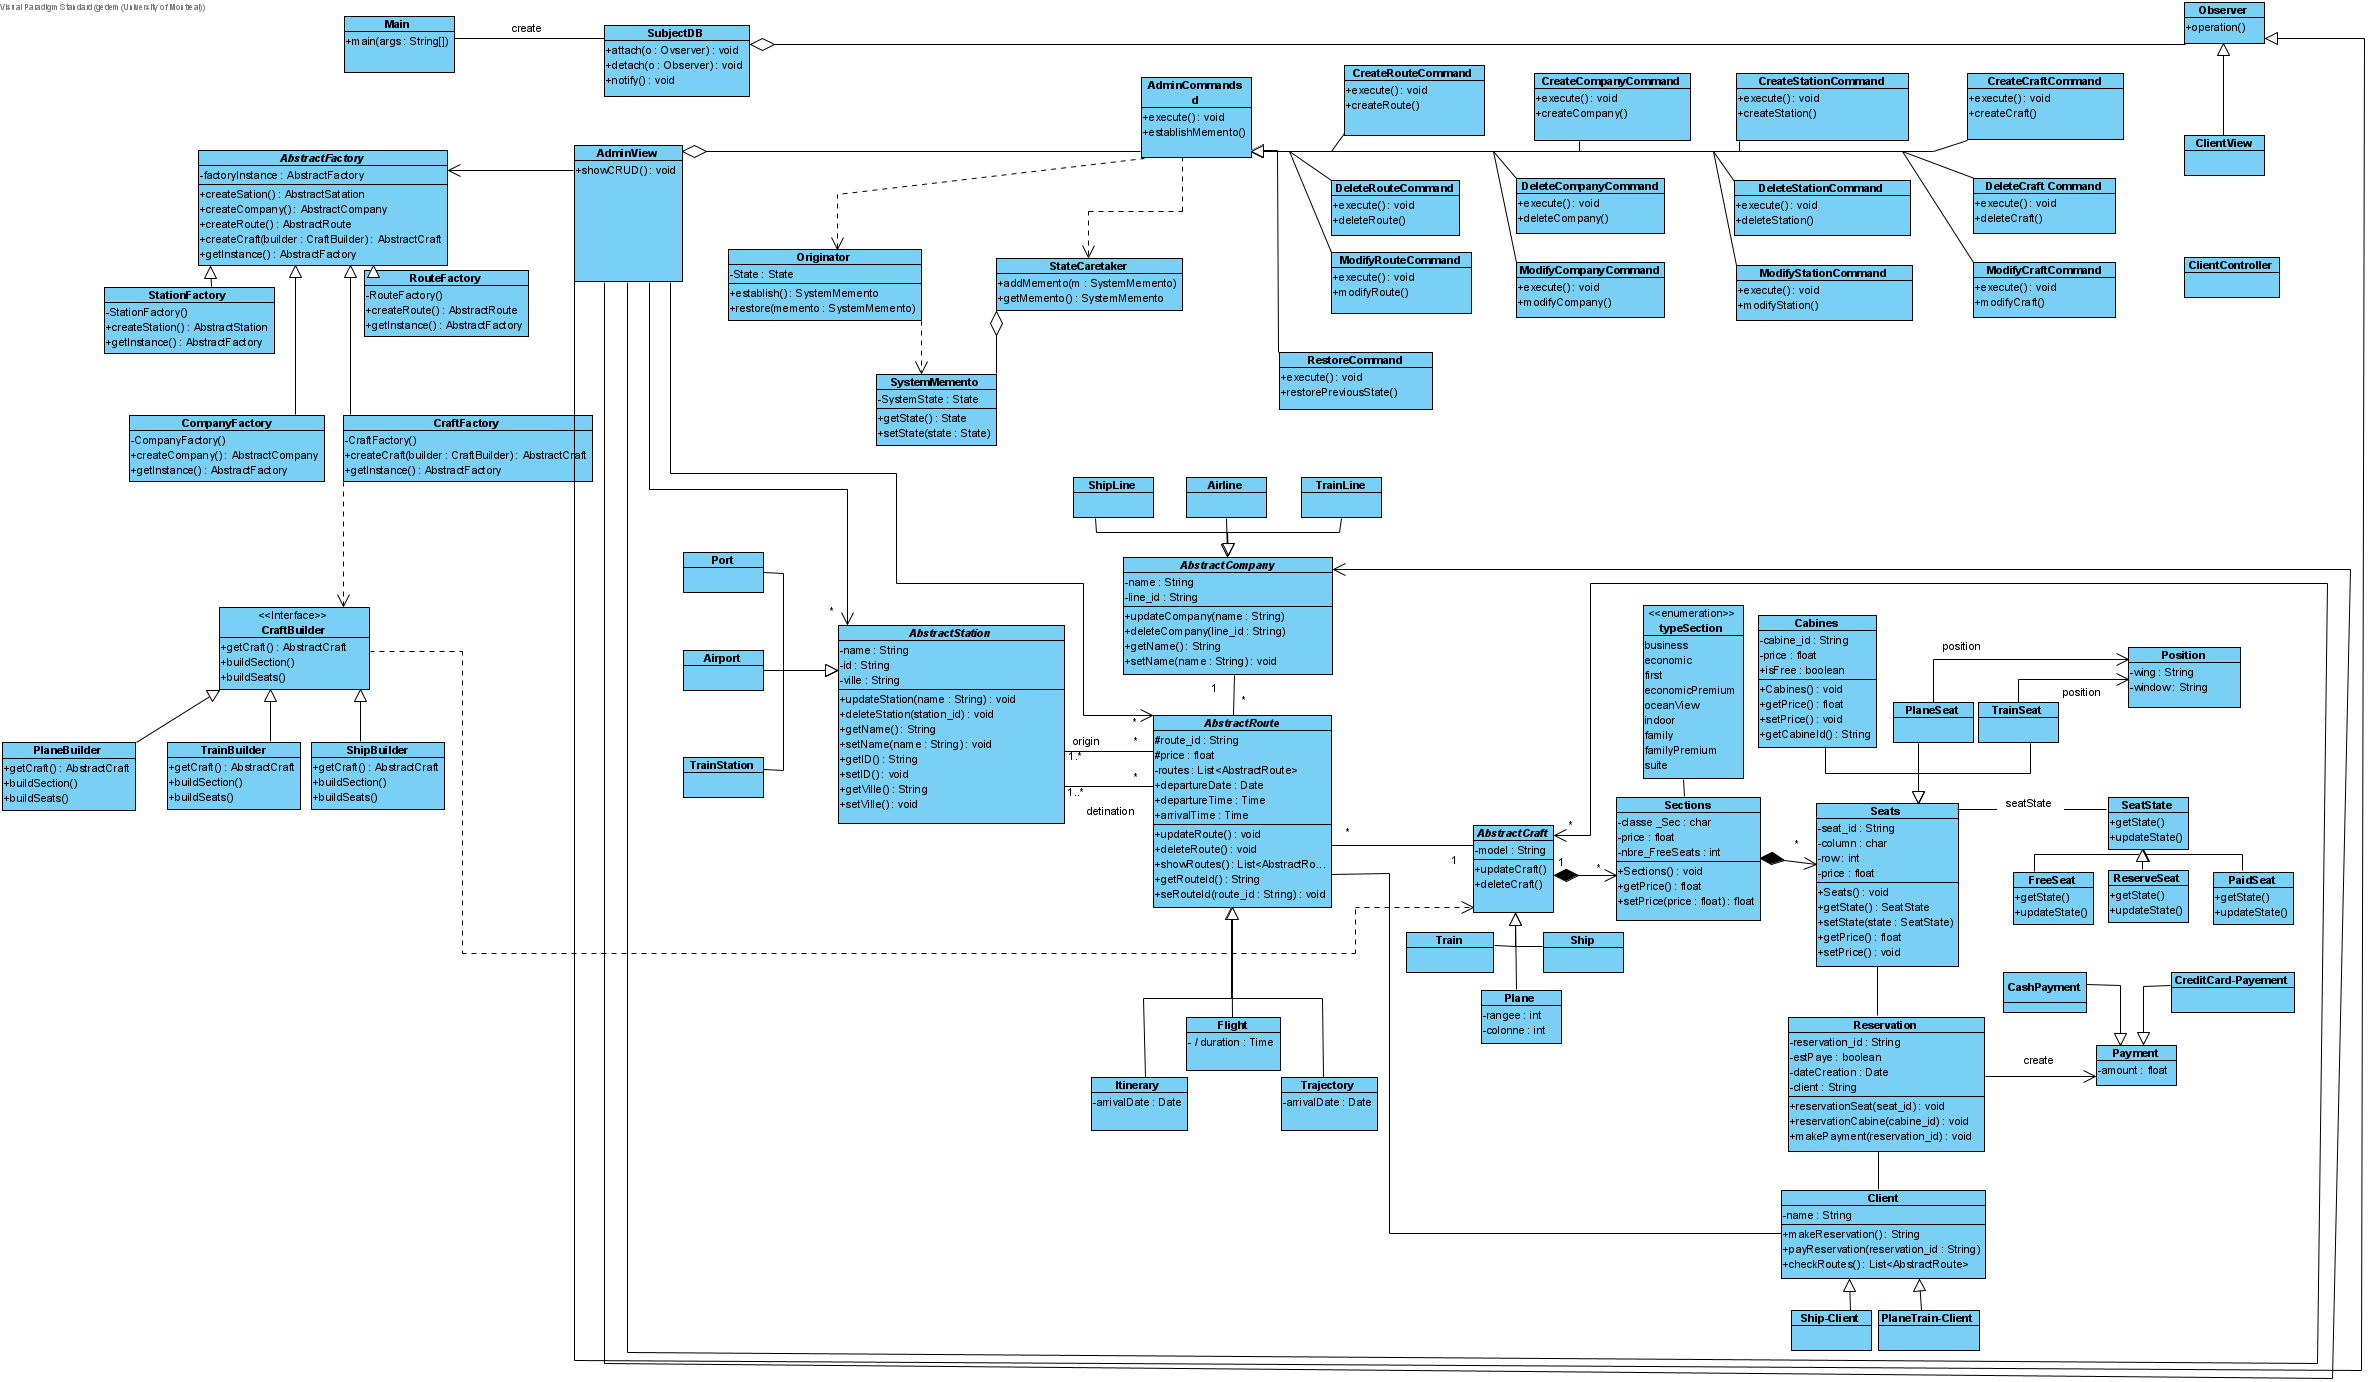 Visual Paradigm Standard (gedem (University of Montreal))
Main
+main(args : String[])
create
SubjectDB
+attach(o : Ovserver) : void
+detach(o : Observer) : void
+notify() : void
Observer
+operation()
AdminCommands
d
+execute() : void
+establishMemento()
CreateRouteCommand
+execute() : void
+createRoute()
CreateCompanyCommand
+execute() : void
+createCompany()
CreateStationCommand
+execute() : void
+createStation()
CreateCraftCommand
+execute() : void
+createCraft()
ClientView
AbstractFactory
-factoryInstance : AbstractFactory
+createSation() : AbstractSatation
+createCompany() : AbstractCompany
+createRoute() : AbstractRoute
+createCraft(builder : CraftBuilder) : AbstractCraft
+getInstance() : AbstractFactory
AdminView
+showCRUD() : void
DeleteRouteCommand
+execute() : void
+deleteRoute()
DeleteCompanyCommand
+execute() : void
+deleteCompany()
DeleteStationCommand
+execute() : void
+deleteStation()
DeleteCraft Command
+execute() : void
+deleteCraft()
Originator
-State : State
+establish() : SystemMemento
+restore(memento : SystemMemento)
StateCaretaker
+addMemento(m : SystemMemento)
+getMemento() : SystemMemento
ModifyRouteCommand
+execute() : void
+modifyRoute()
ModifyCompanyCommand
+execute() : void
+modifyCompany()
ModifyStationCommand
+execute() : void
+modifyStation()
ModifyCraftCommand
+execute() : void
+modifyCraft()
ClientController
StationFactory
-StationFactory()
+createStation() : AbstractStation
+getInstance() : AbstractFactory
RouteFactory
-RouteFactory()
+createRoute() : AbstractRoute
+getInstance() : AbstractFactory
SystemMemento
-SystemState : State
+getState() : State
+setState(state : State)
RestoreCommand
+execute() : void
+restorePreviousState()
CompanyFactory
-CompanyFactory()
+createCompany() : AbstractCompany
+getInstance() : AbstractFactory
CraftFactory
-CraftFactory()
+createCraft(builder : CraftBuilder) : AbstractCraft
+getInstance() : AbstractFactory
ShipLine
Airline
TrainLine
Port
Airport
TrainStation
AbstractCompany
-name : String
-line_id : String
+updateCompany(name : String)
+deleteCompany(line_id : String)
+getName() : String
+setName(name : String) : void
<<Interface>>
CraftBuilder
+getCraft() : AbstractCraft
+buildSection()
+buildSeats()
PlaneBuilder
+getCraft() : AbstractCraft
+buildSection()
+buildSeats()
TrainBuilder
+getCraft() : AbstractCraft
+buildSection()
+buildSeats()
ShipBuilder
+getCraft() : AbstractCraft
+buildSection()
+buildSeats()
*
AbstractStation
-name : String
-id : String
-ville : String
+updateStation(name : String) : void
+deleteStation(station_id) : void
+getName() : String
+setName(name : String) : void
+getID() : String
+setID() : void
+getVille() : String
+setVille() : void
1
*
*
origin
*
1.*
*
1..*
detination
AbstractRoute
#route_id : String
#price : float
-routes : List<AbstractRoute>
+departureDate : Date
+departureTime : Time
+arrivalTime : Time
+updateRoute() : void
+deleteRoute() : void
+showRoutes() : List<AbstractRo...
+getRouteId() : String
+seRouteId(route_id : String) : void
<<enumeration>>
typeSection
business
economic
first
economicPremium
oceanView
indoor
family
familyPremium
suite
Cabines
-cabine_id : String
-price : float
+isFree : boolean
+Cabines() : void
+getPrice() : float
+setPrice() : void
+getCabineId() : String
position
position
Position
-wing : String
-window : String
PlaneSeat
TrainSeat
*
1
*
AbstractCraft
-model : String
+updateCraft()
+deleteCraft()
1
*
Sections
-classe _Sec : char
-price : float
-nbre_FreeSeats : int
+Sections() : void
+getPrice() : float
+setPrice(price : float) : float
*
Seats
-seat_id : String
-column : char
-row : int
-price : float
+Seats() : void
+getState() : SeatState
+setState(state : SeatState)
+getPrice() : float
+setPrice() : void
seatState
SeatState
+getState()
+updateState()
FreeSeat
+getState()
+updateState()
ReserveSeat
+getState()
+updateState()
PaidSeat
+getState()
+updateState()
Train
Ship
Plane
-rangee : int
-colonne : int
Flight
- / duration : Time
Itinerary
-arrivalDate : Date
Trajectory
-arrivalDate : Date
CashPayment
CreditCard-Payement
Reservation
-reservation_id : String
-estPaye : boolean
-dateCreation : Date
-client : String
+reservationSeat(seat_id) : void
+reservationCabine(cabine_id) : void
+makePayment(reservation_id) : void
create
Payment
-amount : float
Client
-name : String
+makeReservation() : String
+payReservation(reservation_id : String)
+checkRoutes() : List<AbstractRoute>
Ship-Client
PlaneTrain-Client